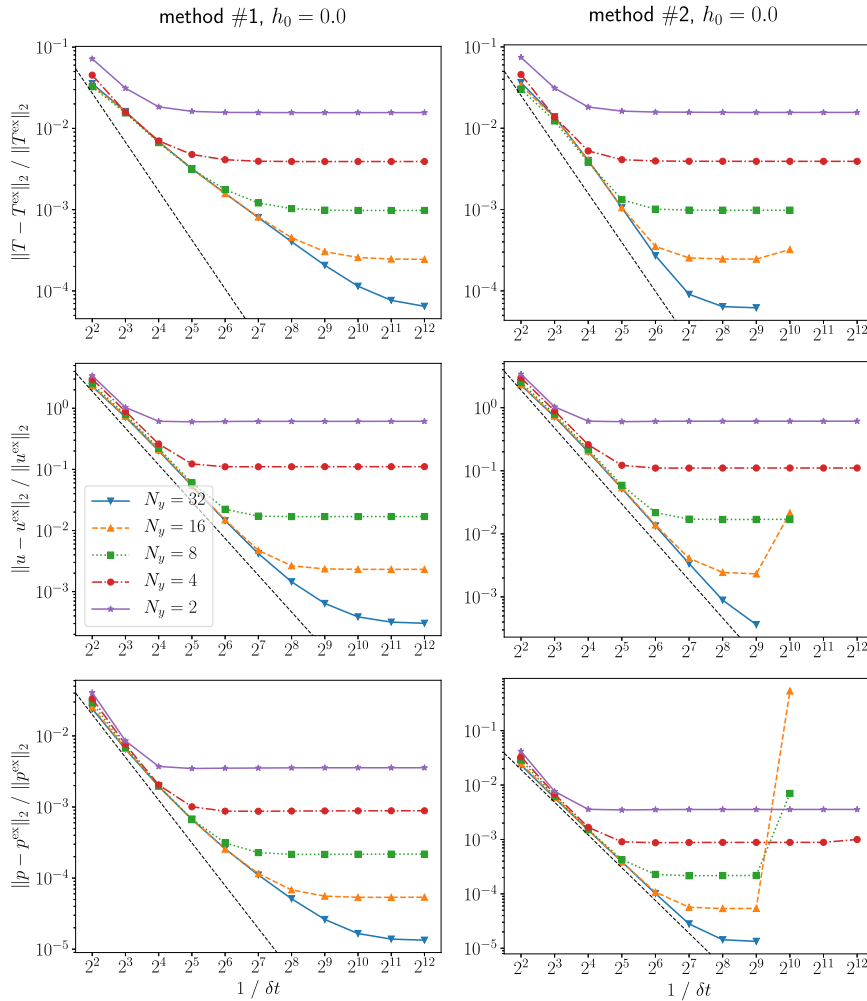 method #1, h₀ = 0.0
method #2, h₀ = 0.0
||T − Tᵉˣ||₂ / ||Tᵉˣ||₂
10⁻¹
10⁻²
10⁻³
10⁻⁴
2² 2³ 2⁴ 2⁵ 2⁶ 2⁷ 2⁸ 2⁹ 2¹⁰ 2¹¹ 2¹²
10⁻¹
10⁻²
10⁻³
10⁻⁴
2² 2³ 2⁴ 2⁵ 2⁶ 2⁷ 2⁸ 2⁹ 2¹⁰ 2¹¹ 2¹²
||u − uᵉˣ||₂ / ||uᵉˣ||₂
10⁰
10⁻¹
10⁻²
10⁻³
N_y = 32
N_y = 16
N_y = 8
N_y = 4
N_y = 2
2² 2³ 2⁴ 2⁵ 2⁶ 2⁷ 2⁸ 2⁹ 2¹⁰ 2¹¹ 2¹²
10⁰
10⁻¹
10⁻²
10⁻³
2² 2³ 2⁴ 2⁵ 2⁶ 2⁷ 2⁸ 2⁹ 2¹⁰ 2¹¹ 2¹²
||p − pᵉˣ||₂ / ||pᵉˣ||₂
10⁻²
10⁻³
10⁻⁴
10⁻⁵
2² 2³ 2⁴ 2⁵ 2⁶ 2⁷ 2⁸ 2⁹ 2¹⁰ 2¹¹ 2¹²
1 / δt
10⁻¹
10⁻²
10⁻³
10⁻⁴
10⁻⁵
2² 2³ 2⁴ 2⁵ 2⁶ 2⁷ 2⁸ 2⁹ 2¹⁰ 2¹¹ 2¹²
1 / δt